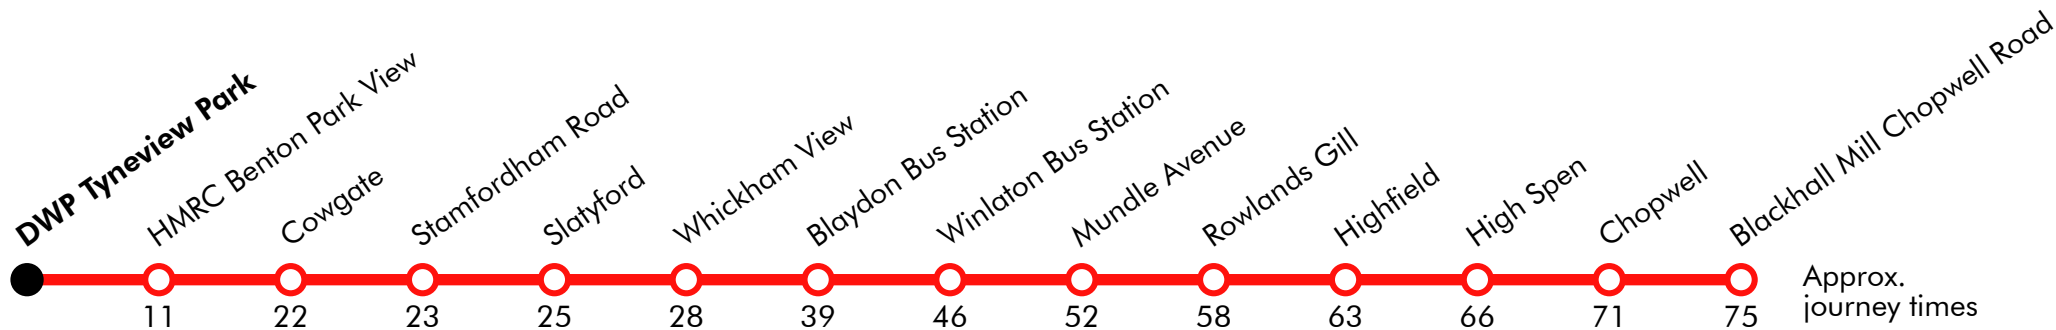 DWP Tyneview Park
HMRC Benton Park View
Cowgate
Stamfordham Road
Slatyford
Whickham View
Blaydon Bus Station
Winlaton Bus Station
Mundle Avenue
Rowlands Gill
Highfield
High Spen
Chopwell
Blackhall Mill Chopwell Road
11 22 23 25 28 39 46 52 58 63 66 71 75
Approx.
journey times